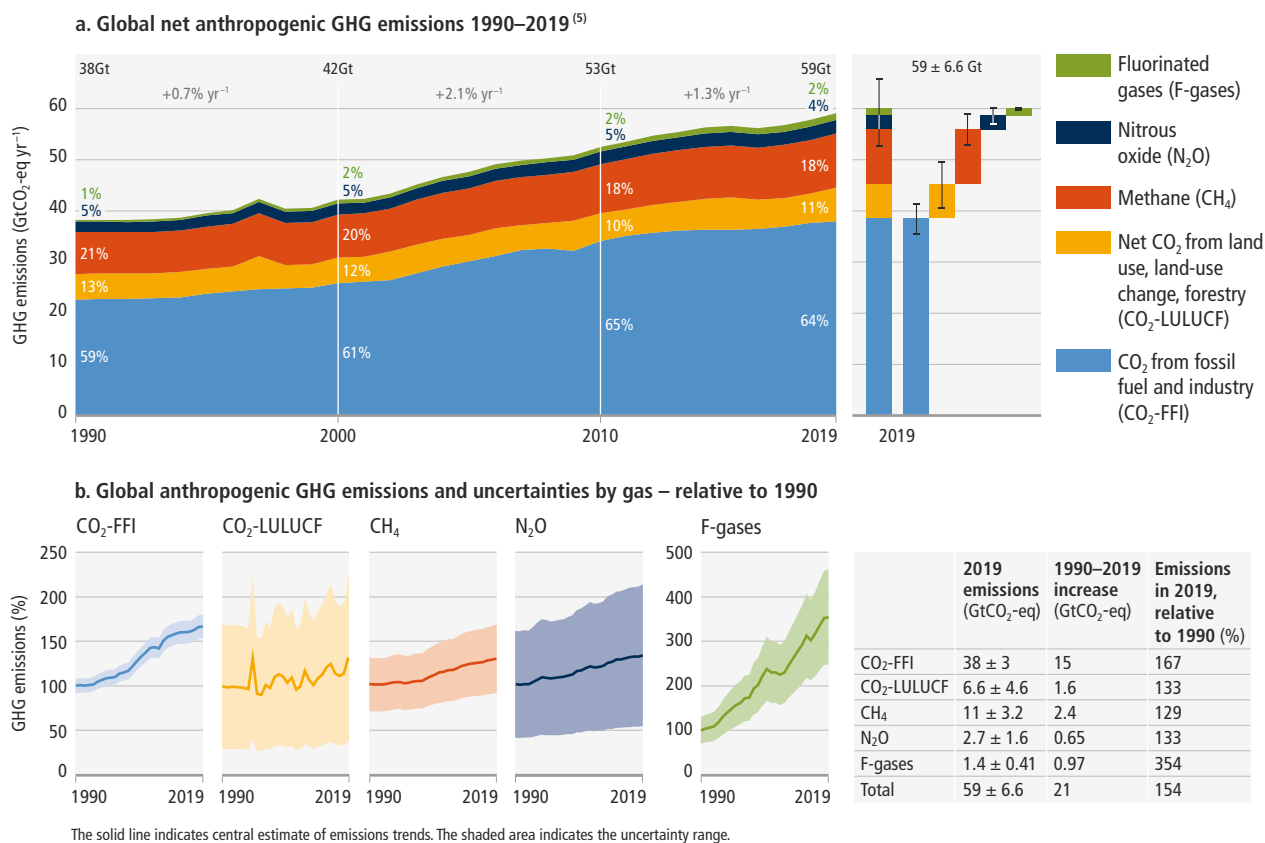 a. Global net anthropogenic GHG emissions 1990–2019 (5)
38Gt
42Gt
53Gt
59Gt
+0.7% yr⁻¹
+2.1% yr⁻¹
+1.3% yr⁻¹
GHG emissions (GtCO₂-eq yr⁻¹)
60
50
40
30
20
10
0
1%
5%
21%
13%
59%
2%
5%
20%
12%
61%
2%
5%
18%
10%
65%
2%
4%
18%
11%
64%
1990
2000
2010
2019
59 ± 6.6 Gt
2019
Fluorinated
gases (F-gases)
Nitrous
oxide (N₂O)
Methane (CH₄)
Net CO₂ from land
use, land-use
change, forestry
(CO₂-LULUCF)
CO₂ from fossil
fuel and industry
(CO₂-FFI)
b. Global anthropogenic GHG emissions and uncertainties by gas – relative to 1990
CO₂-FFI
CO₂-LULUCF
CH₄
N₂O
F-gases
GHG emissions (%)
250
200
150
100
50
0
500
400
300
200
100
0
1990 2019
1990 2019
1990 2019
1990 2019
1990 2019
2019 emissions (GtCO₂-eq)
1990–2019 increase (GtCO₂-eq)
Emissions in 2019, relative to 1990 (%)
CO₂-FFI 38 ± 3 15 167
CO₂-LULUCF 6.6 ± 4.6 1.6 133
CH₄ 11 ± 3.2 2.4 129
N₂O 2.7 ± 1.6 0.65 133
F-gases 1.4 ± 0.41 0.97 354
Total 59 ± 6.6 21 154
The solid line indicates central estimate of emissions trends. The shaded area indicates the uncertainty range.